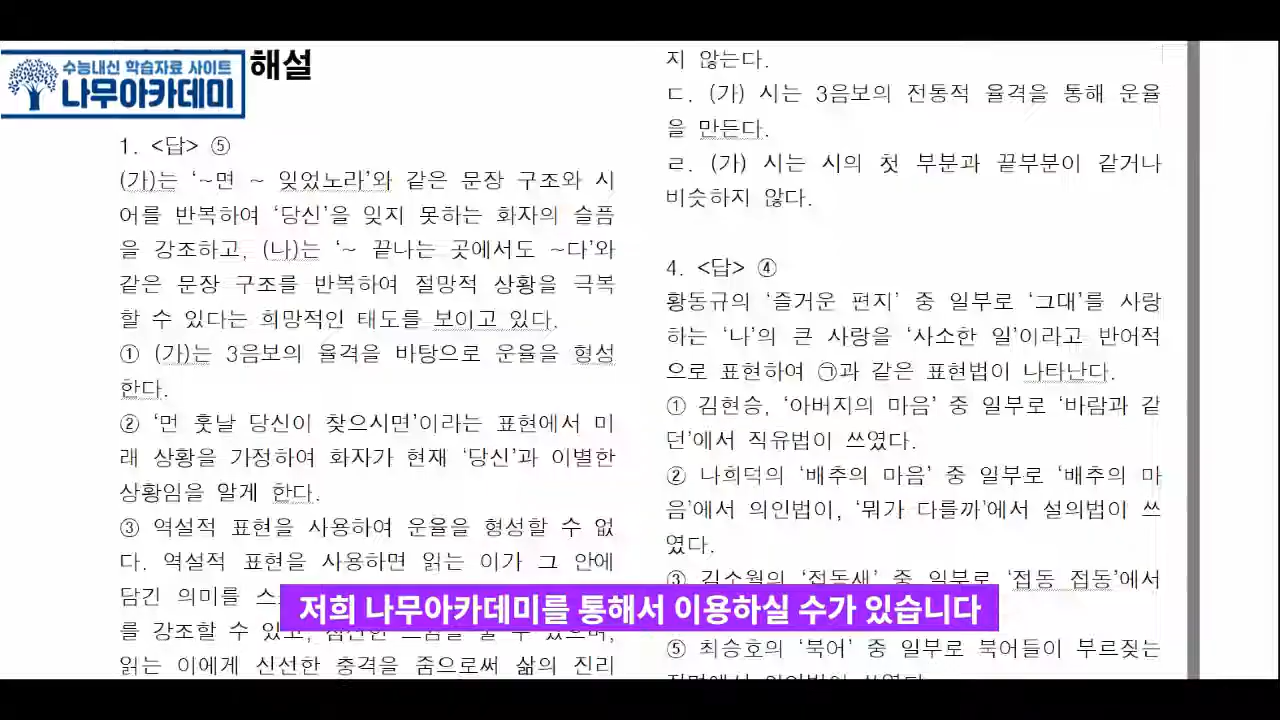 해설
수능내신 학습자료 사이트
나무아카데미
1. <답> ⑤
(가)는 ‘~면 ~ 잊었노라’와 같은 문장 구조와 시
어를 반복하여 ‘당신’을 잊지 못하는 화자의 슬픔
을 강조하고, (나)는 ‘~ 끝나는 곳에서도 ~다’와
같은 문장 구조를 반복하여 절망적 상황을 극복
할 수 있다는 희망적인 태도를 보이고 있다.
① (가)는 3음보의 율격을 바탕으로 운율을 형성
한다.
② ‘먼 훗날 당신이 찾으시면’이라는 표현에서 미
래 상황을 가정하여 화자가 현재 ‘당신’과 이별한
상황임을 알게 한다.
③ 역설적 표현을 사용하여 운율을 형성할 수 없
다. 역설적 표현을 사용하면 읽는 이가 그 안에
담긴 의미를
를 강조할 수 있고,
읽는 이에게 신선한 충격을 줌으로써 삶의 진리
지 않는다.
ㄷ. (가) 시는 3음보의 전통적 율격을 통해 운율
을 만든다.
ㄹ. (가) 시는 시의 첫 부분과 끝부분이 같거나
비슷하지 않다.
4. <답> ④
황동규의 ‘즐거운 편지’ 중 일부로 ‘그대’를 사랑
하는 ‘나’의 큰 사랑을 ‘사소한 일’이라고 반어적
으로 표현하여 ㉠과 같은 표현법이 나타난다.
① 김현승, ‘아버지의 마음’ 중 일부로 ‘바람과 같
던’에서 직유법이 쓰였다.
② 나희덕의 ‘배추의 마음’ 중 일부로 ‘배추의 마
음’에서 의인법이, ‘뭐가 다를까’에서 설의법이 쓰
였다.
③ 김소월의 ‘접동새’ 중 일부로 ‘접동 접동’에서
⑤ 최승호의 ‘북어’ 중 일부로 북어들이 부르짖는
저희 나무아카데미를 통해서 이용하실 수가 있습니다